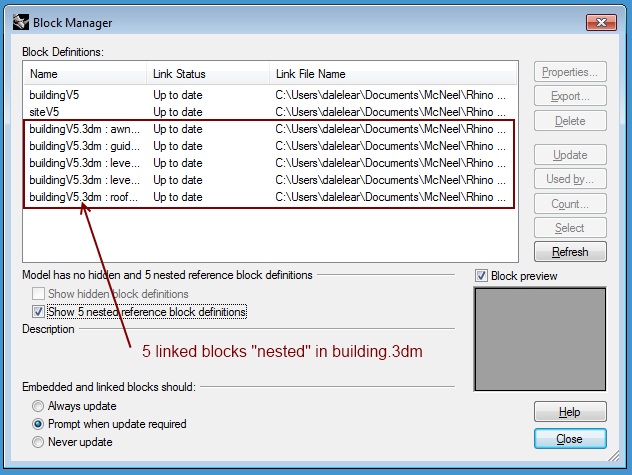 Block Manager
Block Definitions:
Name Link Status Link File Name
buildingV5 Up to date C:\Users\dalelear\Documents\McNeel\Rhino ...
siteV5 Up to date C:\Users\dalelear\Documents\McNeel\Rhino ...
buildingV5.3dm : awn... Up to date C:\Users\dalelear\Documents\McNeel\Rhino ...
buildingV5.3dm : guid... Up to date C:\Users\dalelear\Documents\McNeel\Rhino ...
buildingV5.3dm : leve... Up to date C:\Users\dalelear\Documents\McNeel\Rhino ...
buildingV5.3dm : leve... Up to date C:\Users\dalelear\Documents\McNeel\Rhino ...
buildingV5.3dm : roof... Up to date C:\Users\dalelear\Documents\McNeel\Rhino ...
Properties...
Export...
Delete
Update
Used by...
Count...
Select
Refresh
Model has no hidden and 5 nested reference block definitions
Show hidden block definitions
Show 5 nested reference block definitions
Block preview
Description
5 linked blocks "nested" in building.3dm
Embedded and linked blocks should:
Always update
Prompt when update required
Never update
Help
Close